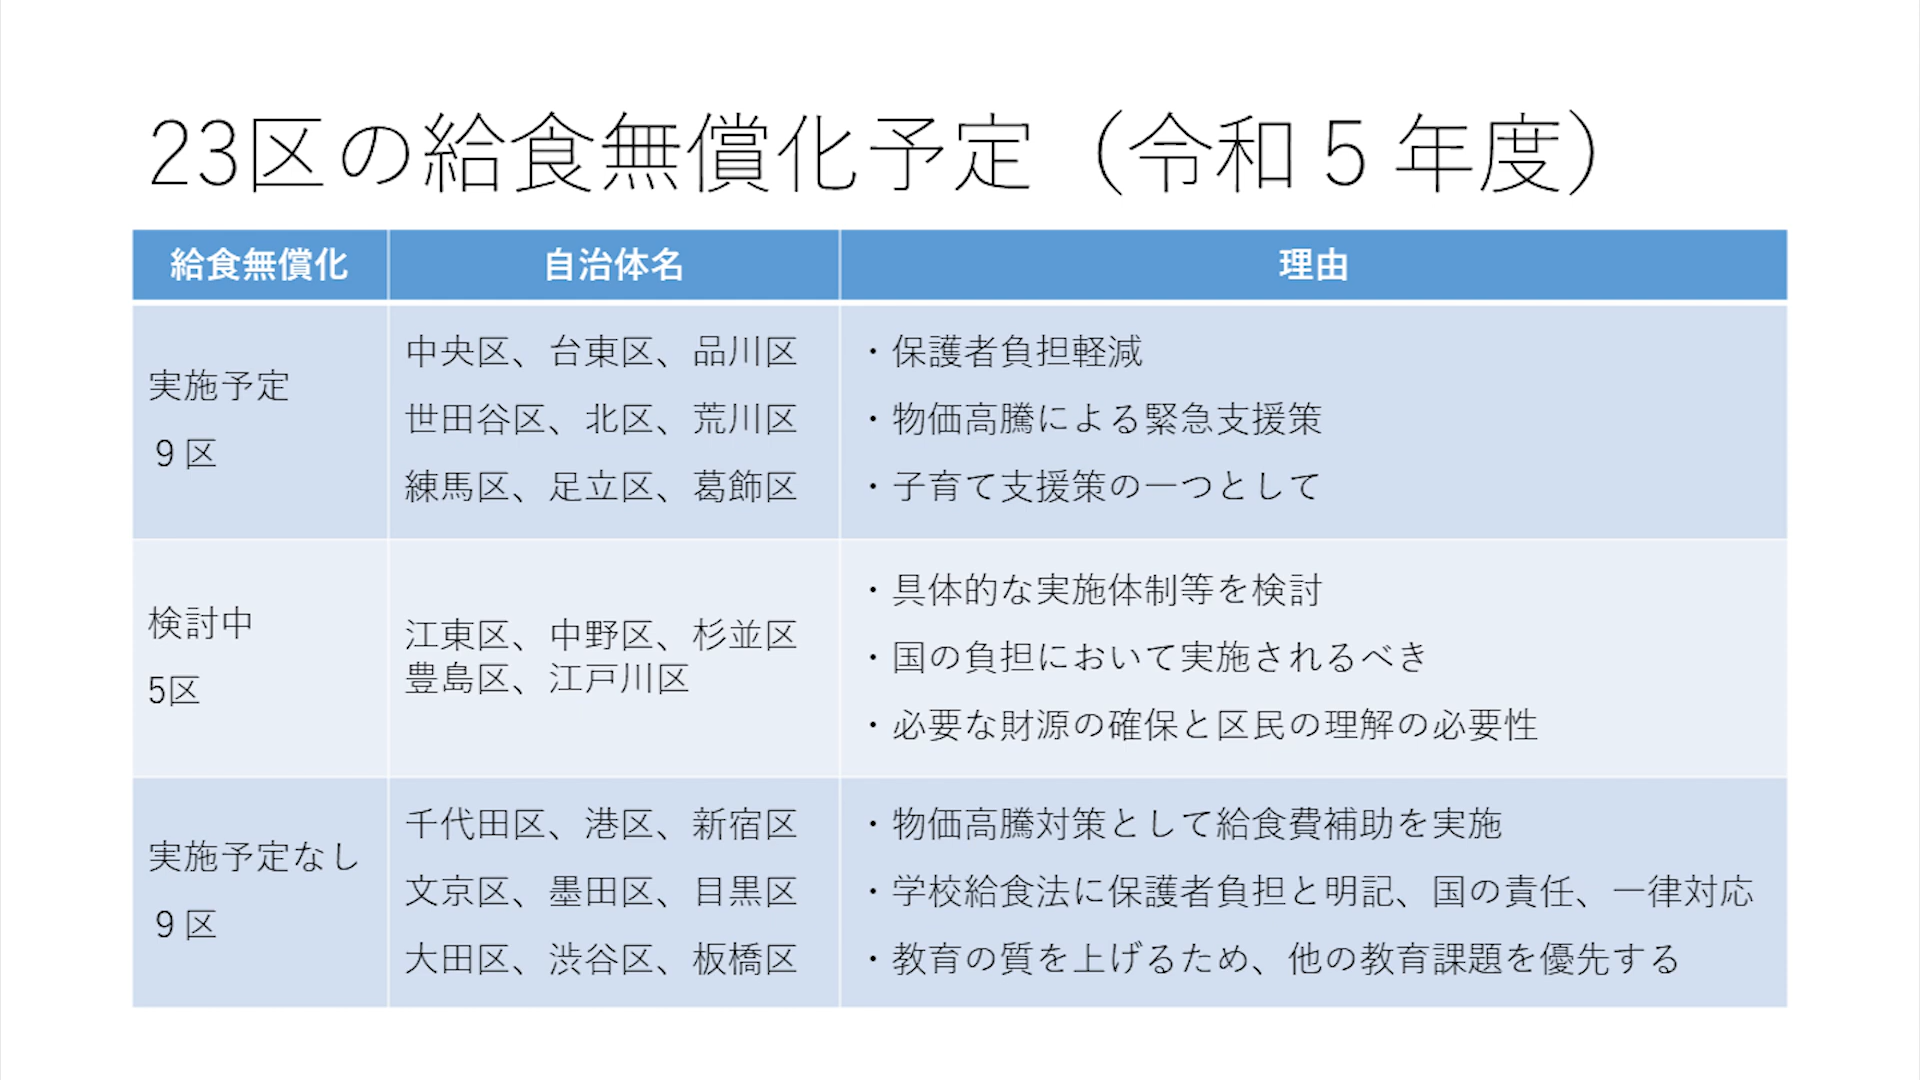 23区の給食無償化予定（令和５年度）
給食無償化
自治体名
理由
実施予定
９区
中央区、台東区、品川区
世田谷区、北区、荒川区
練馬区、足立区、葛飾区
・保護者負担軽減
・物価高騰による緊急支援策
・子育て支援策の一つとして
検討中
5区
江東区、中野区、杉並区
豊島区、江戸川区
・具体的な実施体制等を検討
・国の負担において実施されるべき
・必要な財源の確保と区民の理解の必要性
実施予定なし
９区
千代田区、港区、新宿区
文京区、墨田区、目黒区
大田区、渋谷区、板橋区
・物価高騰対策として給食費補助を実施
・学校給食法に保護者負担と明記、国の責任、一律対応
・教育の質を上げるため、他の教育課題を優先する